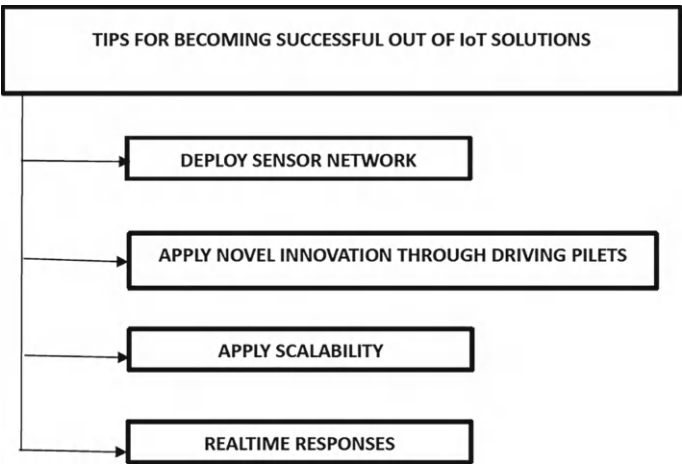 TIPS FOR BECOMING SUCCESSFUL OUT OF IoT SOLUTIONS
DEPLOY SENSOR NETWORK
APPLY NOVEL INNOVATION THROUGH DRIVING PILETS
APPLY SCALABILITY
REALTIME RESPONSES